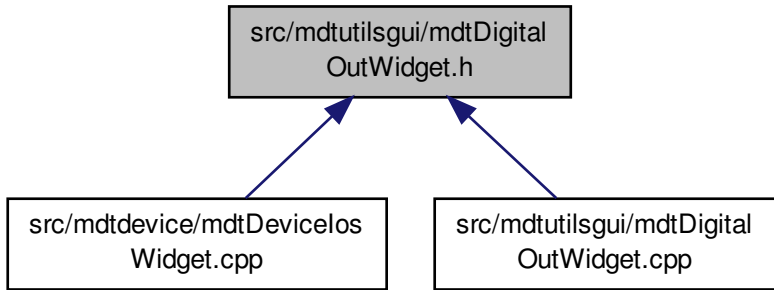 src/mdtutilsgui/mdtDigital
OutWidget.h
src/mdtdevice/mdtDeviceIos
Widget.cpp
src/mdtutilsgui/mdtDigital
OutWidget.cpp